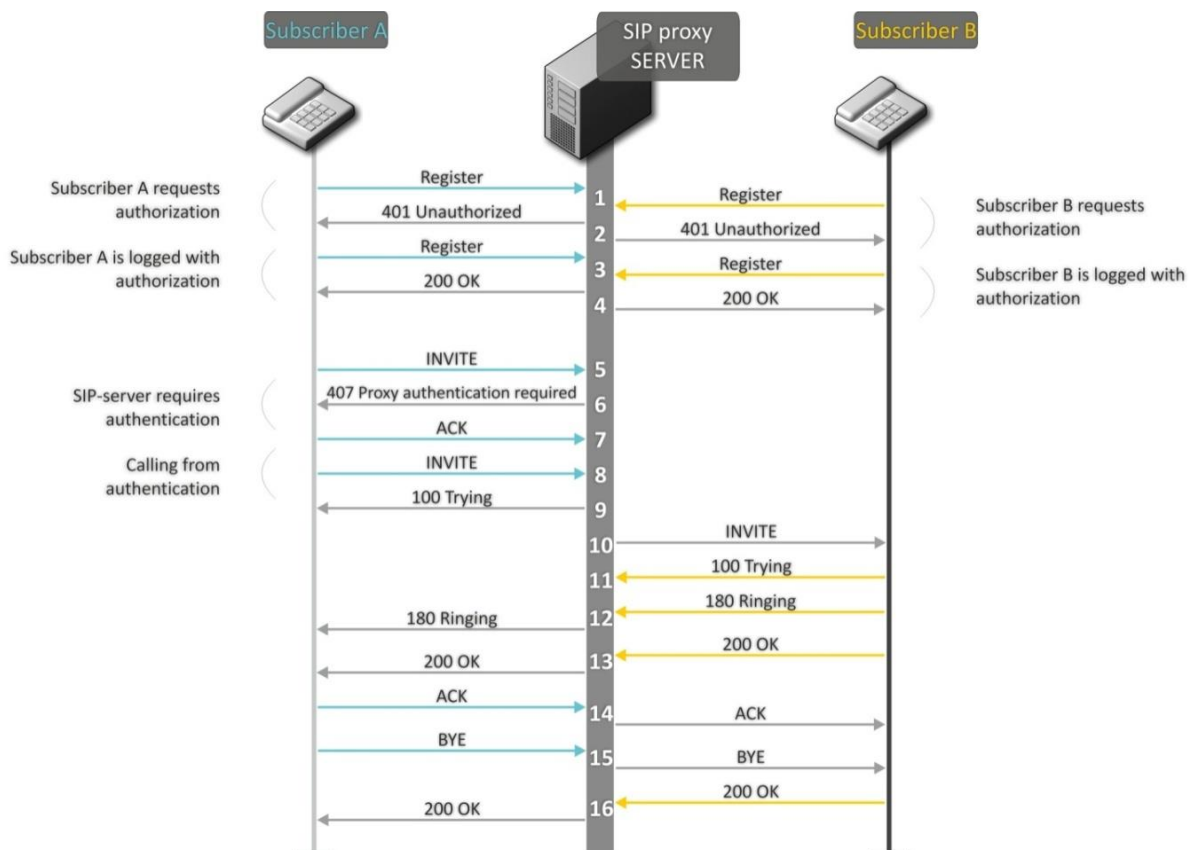 Subscriber A
SIP proxy
SERVER
Subscriber B
Subscriber A requests
authorization
Register
1
Register
Subscriber B requests
authorization
401 Unauthorized
2
401 Unauthorized
Subscriber A is logged with
authorization
Register
3
Register
Subscriber B is logged with
authorization
200 OK
4
200 OK
INVITE
5
SIP-server requires
authentication
407 Proxy authentication required
6
ACK
7
Calling from
authentication
INVITE
8
100 Trying
9
INVITE
10
100 Trying
11
180 Ringing
12
180 Ringing
200 OK
13
200 OK
ACK
14
ACK
BYE
15
BYE
200 OK
16
200 OK